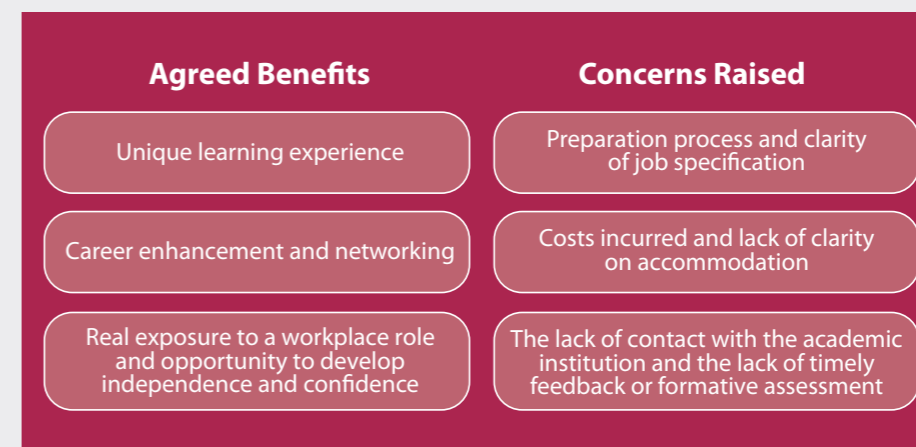 Agreed Benefits
Unique learning experience
Career enhancement and networking
Real exposure to a workplace role
and opportunity to develop
independence and confidence
Concerns Raised
Preparation process and clarity
of job specification
Costs incurred and lack of clarity
on accommodation
The lack of contact with the academic
institution and the lack of timely
feedback or formative assessment